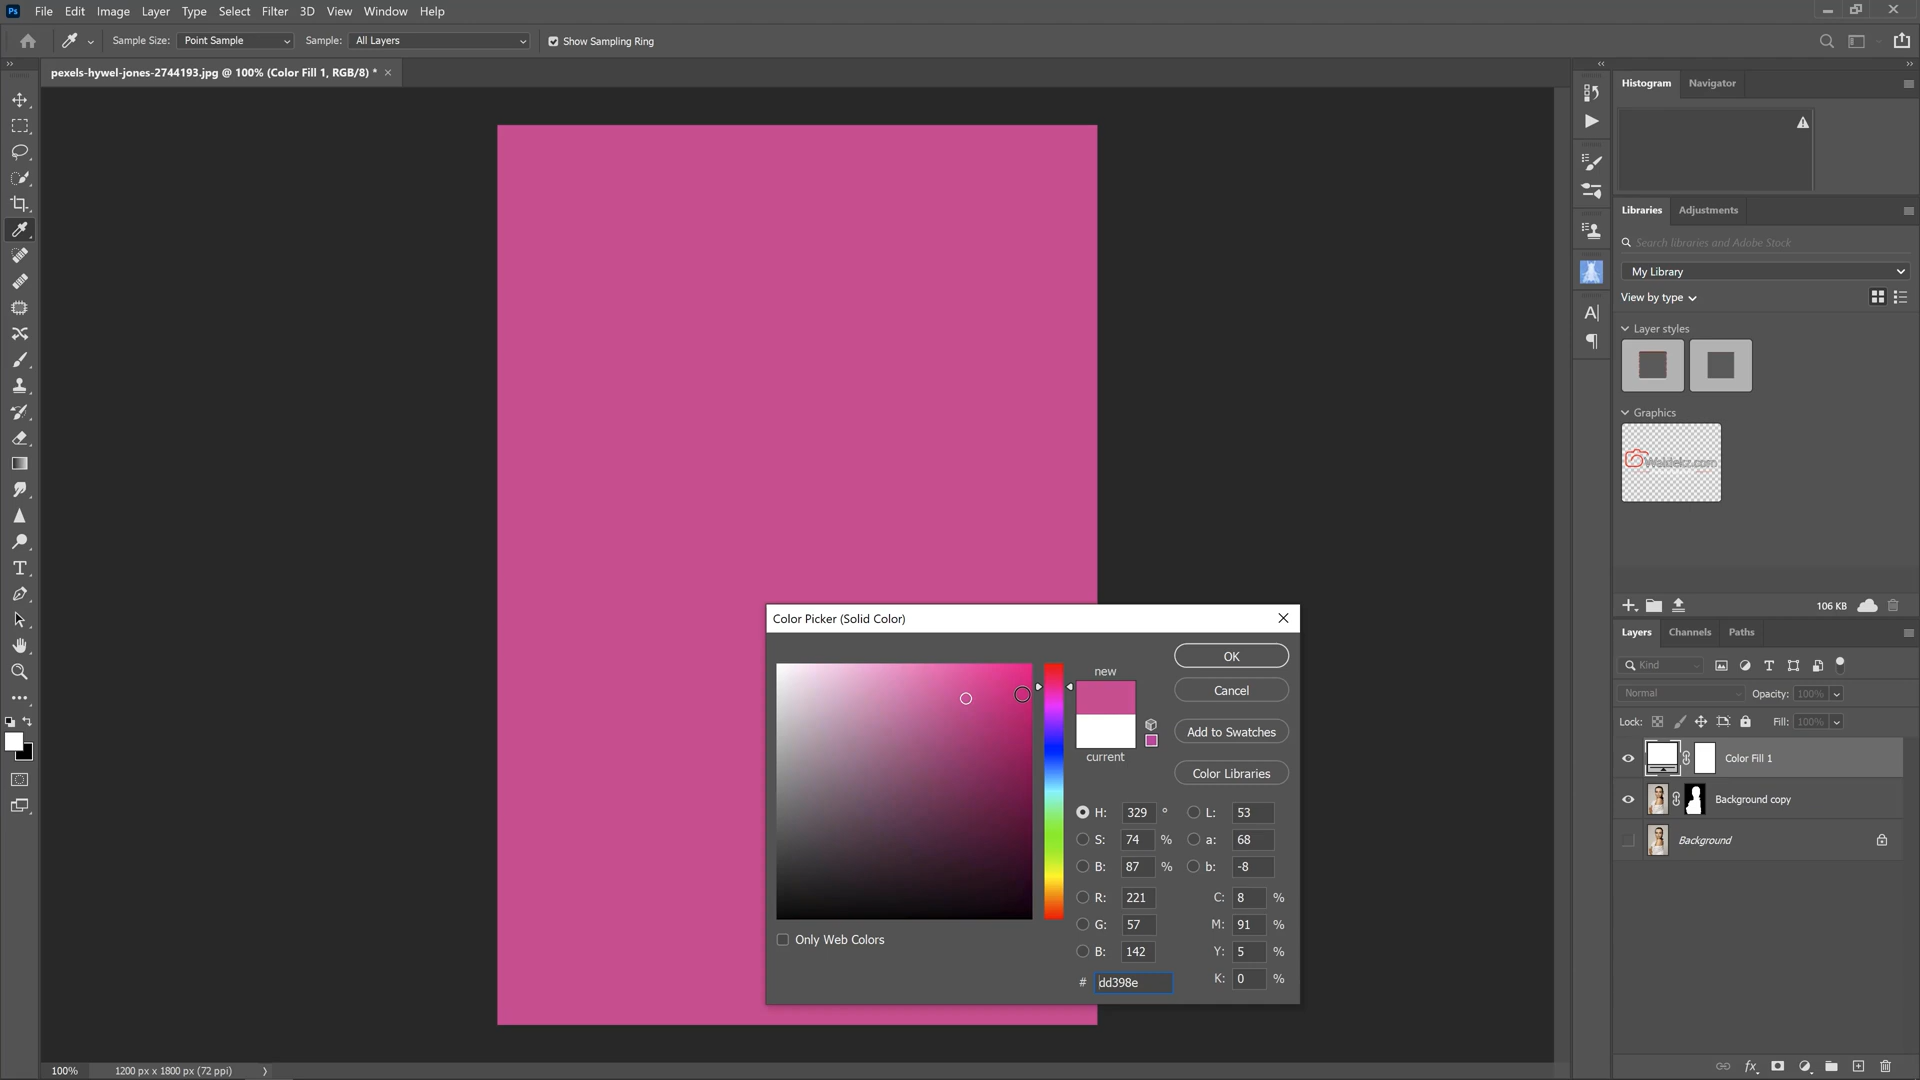 Ps File Edit Image Layer Type Select Filter 3D View Window Help
Sample Size: Point Sample Sample: All Layers Show Sampling Ring
pexels-hywel-jones-2744193.jpg @ 100% (Color Fill 1, RGB/8) *
Histogram Navigator
Libraries Adjustments
Search libraries and Adobe Stock
My Library
View by type
Layer styles
Graphics
Waldekz.com
106 KB
Layers Channels Paths
Kind
Normal Opacity: 100%
Lock: Fill: 100%
Color Fill 1
Background copy
Background
Color Picker (Solid Color)
new
current
OK
Cancel
Add to Swatches
Color Libraries
H: 329 ° L: 53
S: 74 % a: 68
B: 87 % b: -8
R: 221 C: 8 %
G: 57 M: 91 %
B: 142 Y: 5 %
# dd398e K: 0 %
Only Web Colors
100% 1200 px x 1800 px (72 ppi)